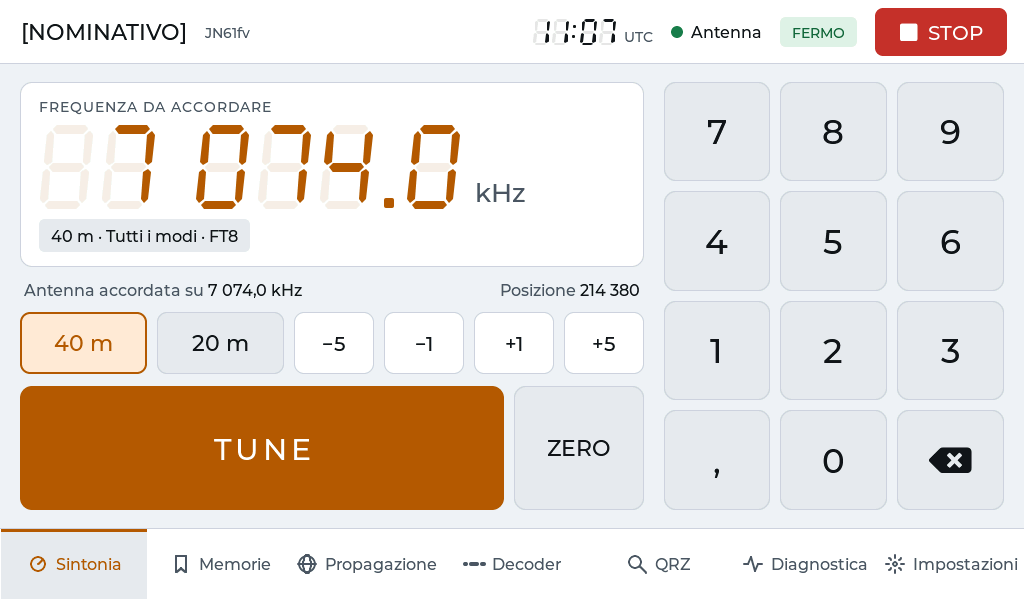 [NOMINATIVO] JN61fv 11:07 UTC Antenna FERMO STOP
FREQUENZA DA ACCORDARE
7 074.0 kHz
40 m · Tutti i modi · FT8
Antenna accordata su 7 074,0 kHz Posizione 214 380
40 m 20 m −5 −1 +1 +5
TUNE ZERO
7 8 9
4 5 6
1 2 3
, 0
Sintonia Memorie Propagazione Decoder QRZ Diagnostica Impostazioni